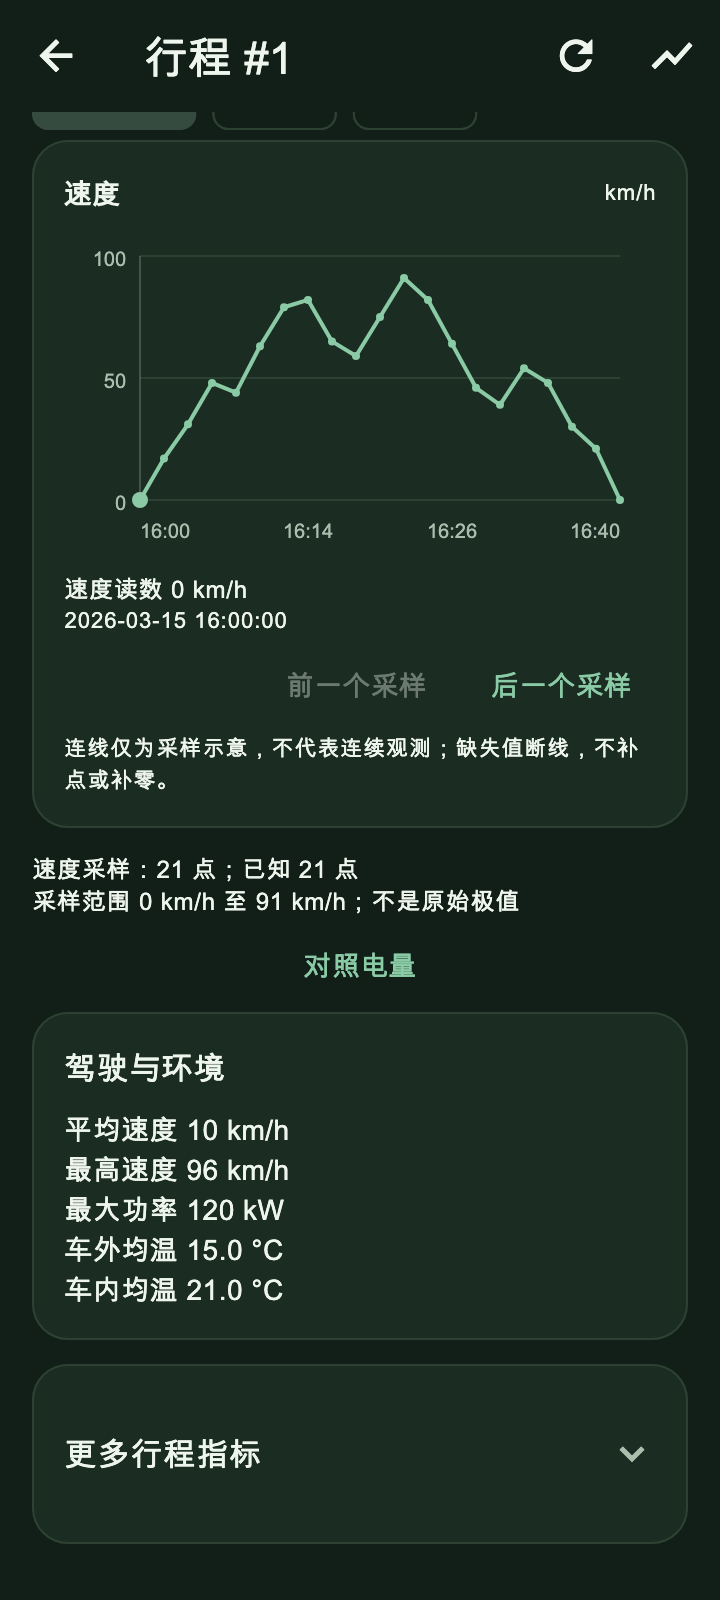 行程 #1
速度
km/h
100
50
0
16:00
16:14
16:26
16:40
速度读数 0 km/h
2026-03-15 16:00:00
前一个采样
后一个采样
连线仅为采样示意，不代表连续观测；缺失值断线，不补
点或补零。
速度采样：21 点；已知 21 点
采样范围 0 km/h 至 91 km/h；不是原始极值
对照电量
驾驶与环境
平均速度 10 km/h
最高速度 96 km/h
最大功率 120 kW
车外均温 15.0 °C
车内均温 21.0 °C
更多行程指标